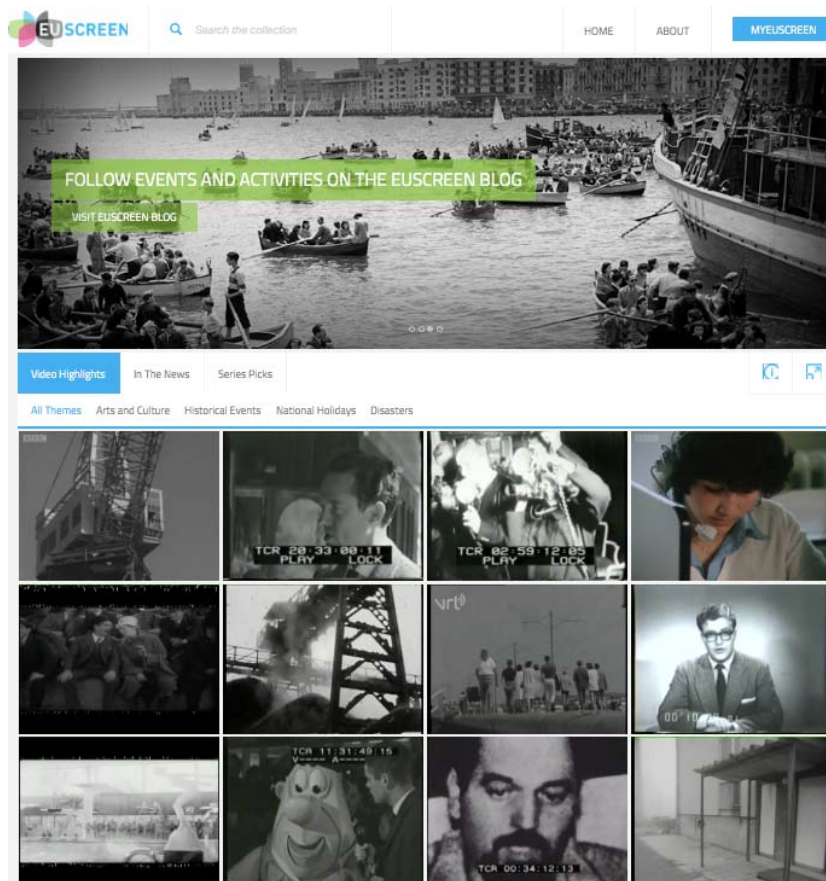 EUSCREEN
Search the collection
HOME
ABOUT
MYEUSCREEN
FOLLOW EVENTS AND ACTIVITIES ON THE EUSCREEN BLOG
VISIT EUSCREEN BLOG
Video Highlights
In The News
Series Picks
All Themes
Arts and Culture
Historical Events
National Holidays
Disasters
BBC
TCR 20:33:00:11
PLAY LOCK
TCR 02:59:12:05
PLAY LOCK
BBC
vrt
TCR 11:31:49:15
TCR 00:34:12:13